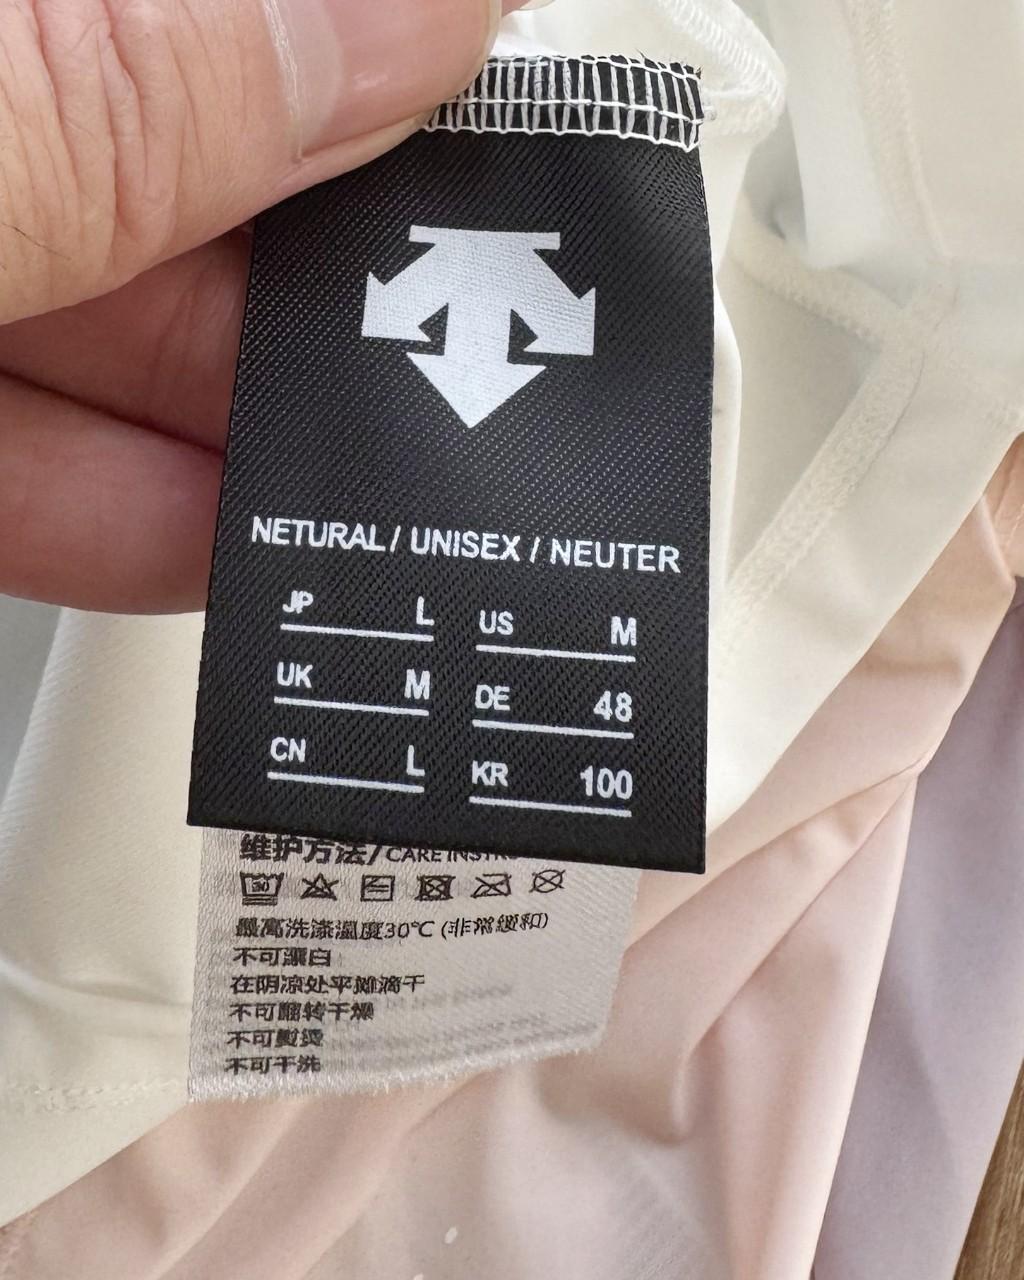 NETURAL / UNISEX / NEUTER
JP L US M
UK M DE 48
CN L KR 100
维护方法/CARE INSTR
30
最高洗涤温度30℃ (非常缓和)
不可漂白
在阴凉处平摊滴干
不可翻转干燥
不可熨烫
不可干洗